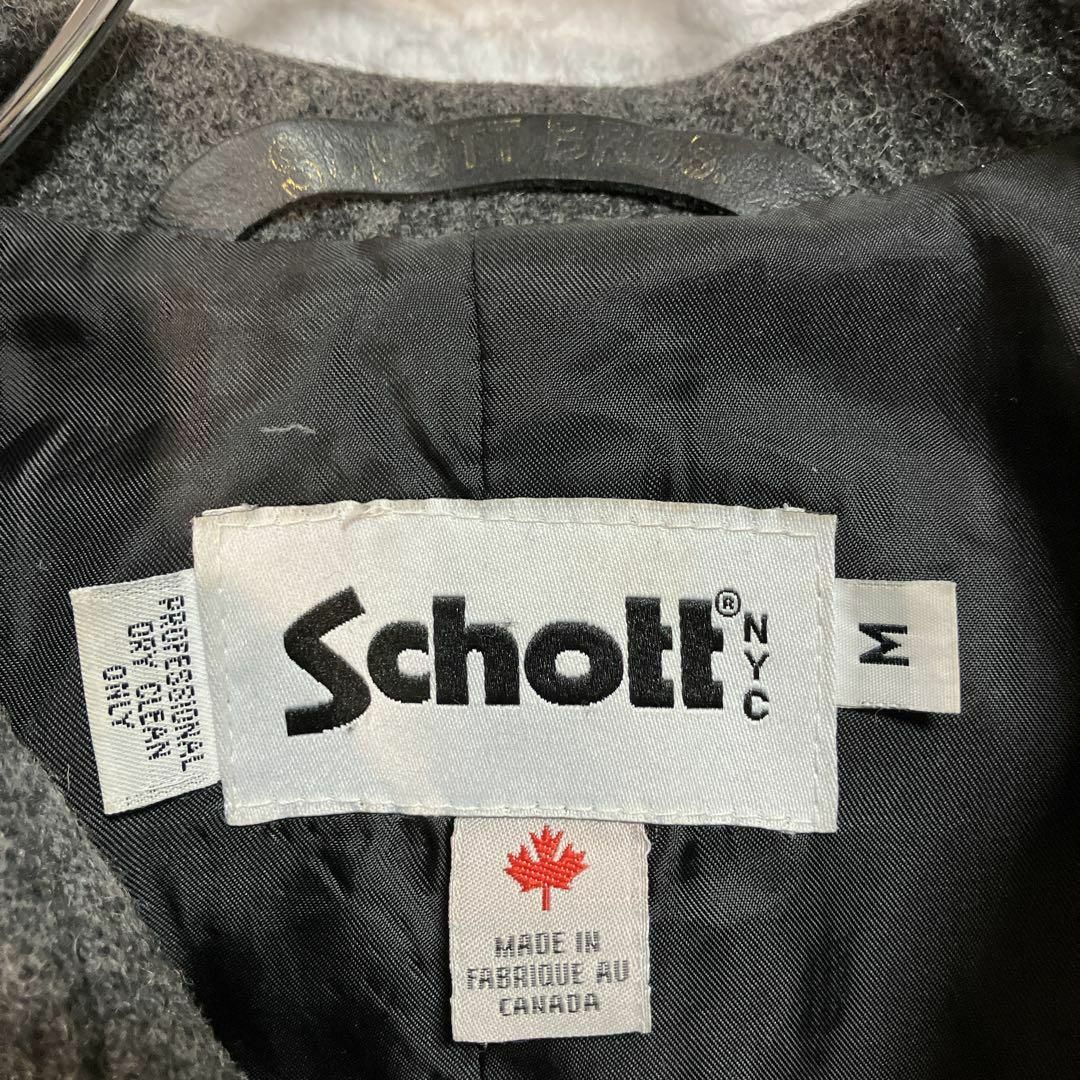 SCHOTT BROS.
Schott® NYC
M
PROFESSIONAL
DRY CLEAN
ONLY
MADE IN
FABRIQUE AU
CANADA